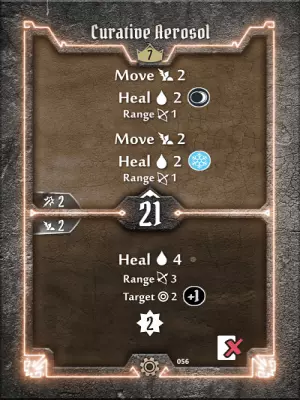 Curative Aerosol
7
Move 2
Heal 2
Range 1
Move 2
Heal 2
Range 1
2
21
2
Heal 4
Range 3
Target 2 +1
2
056